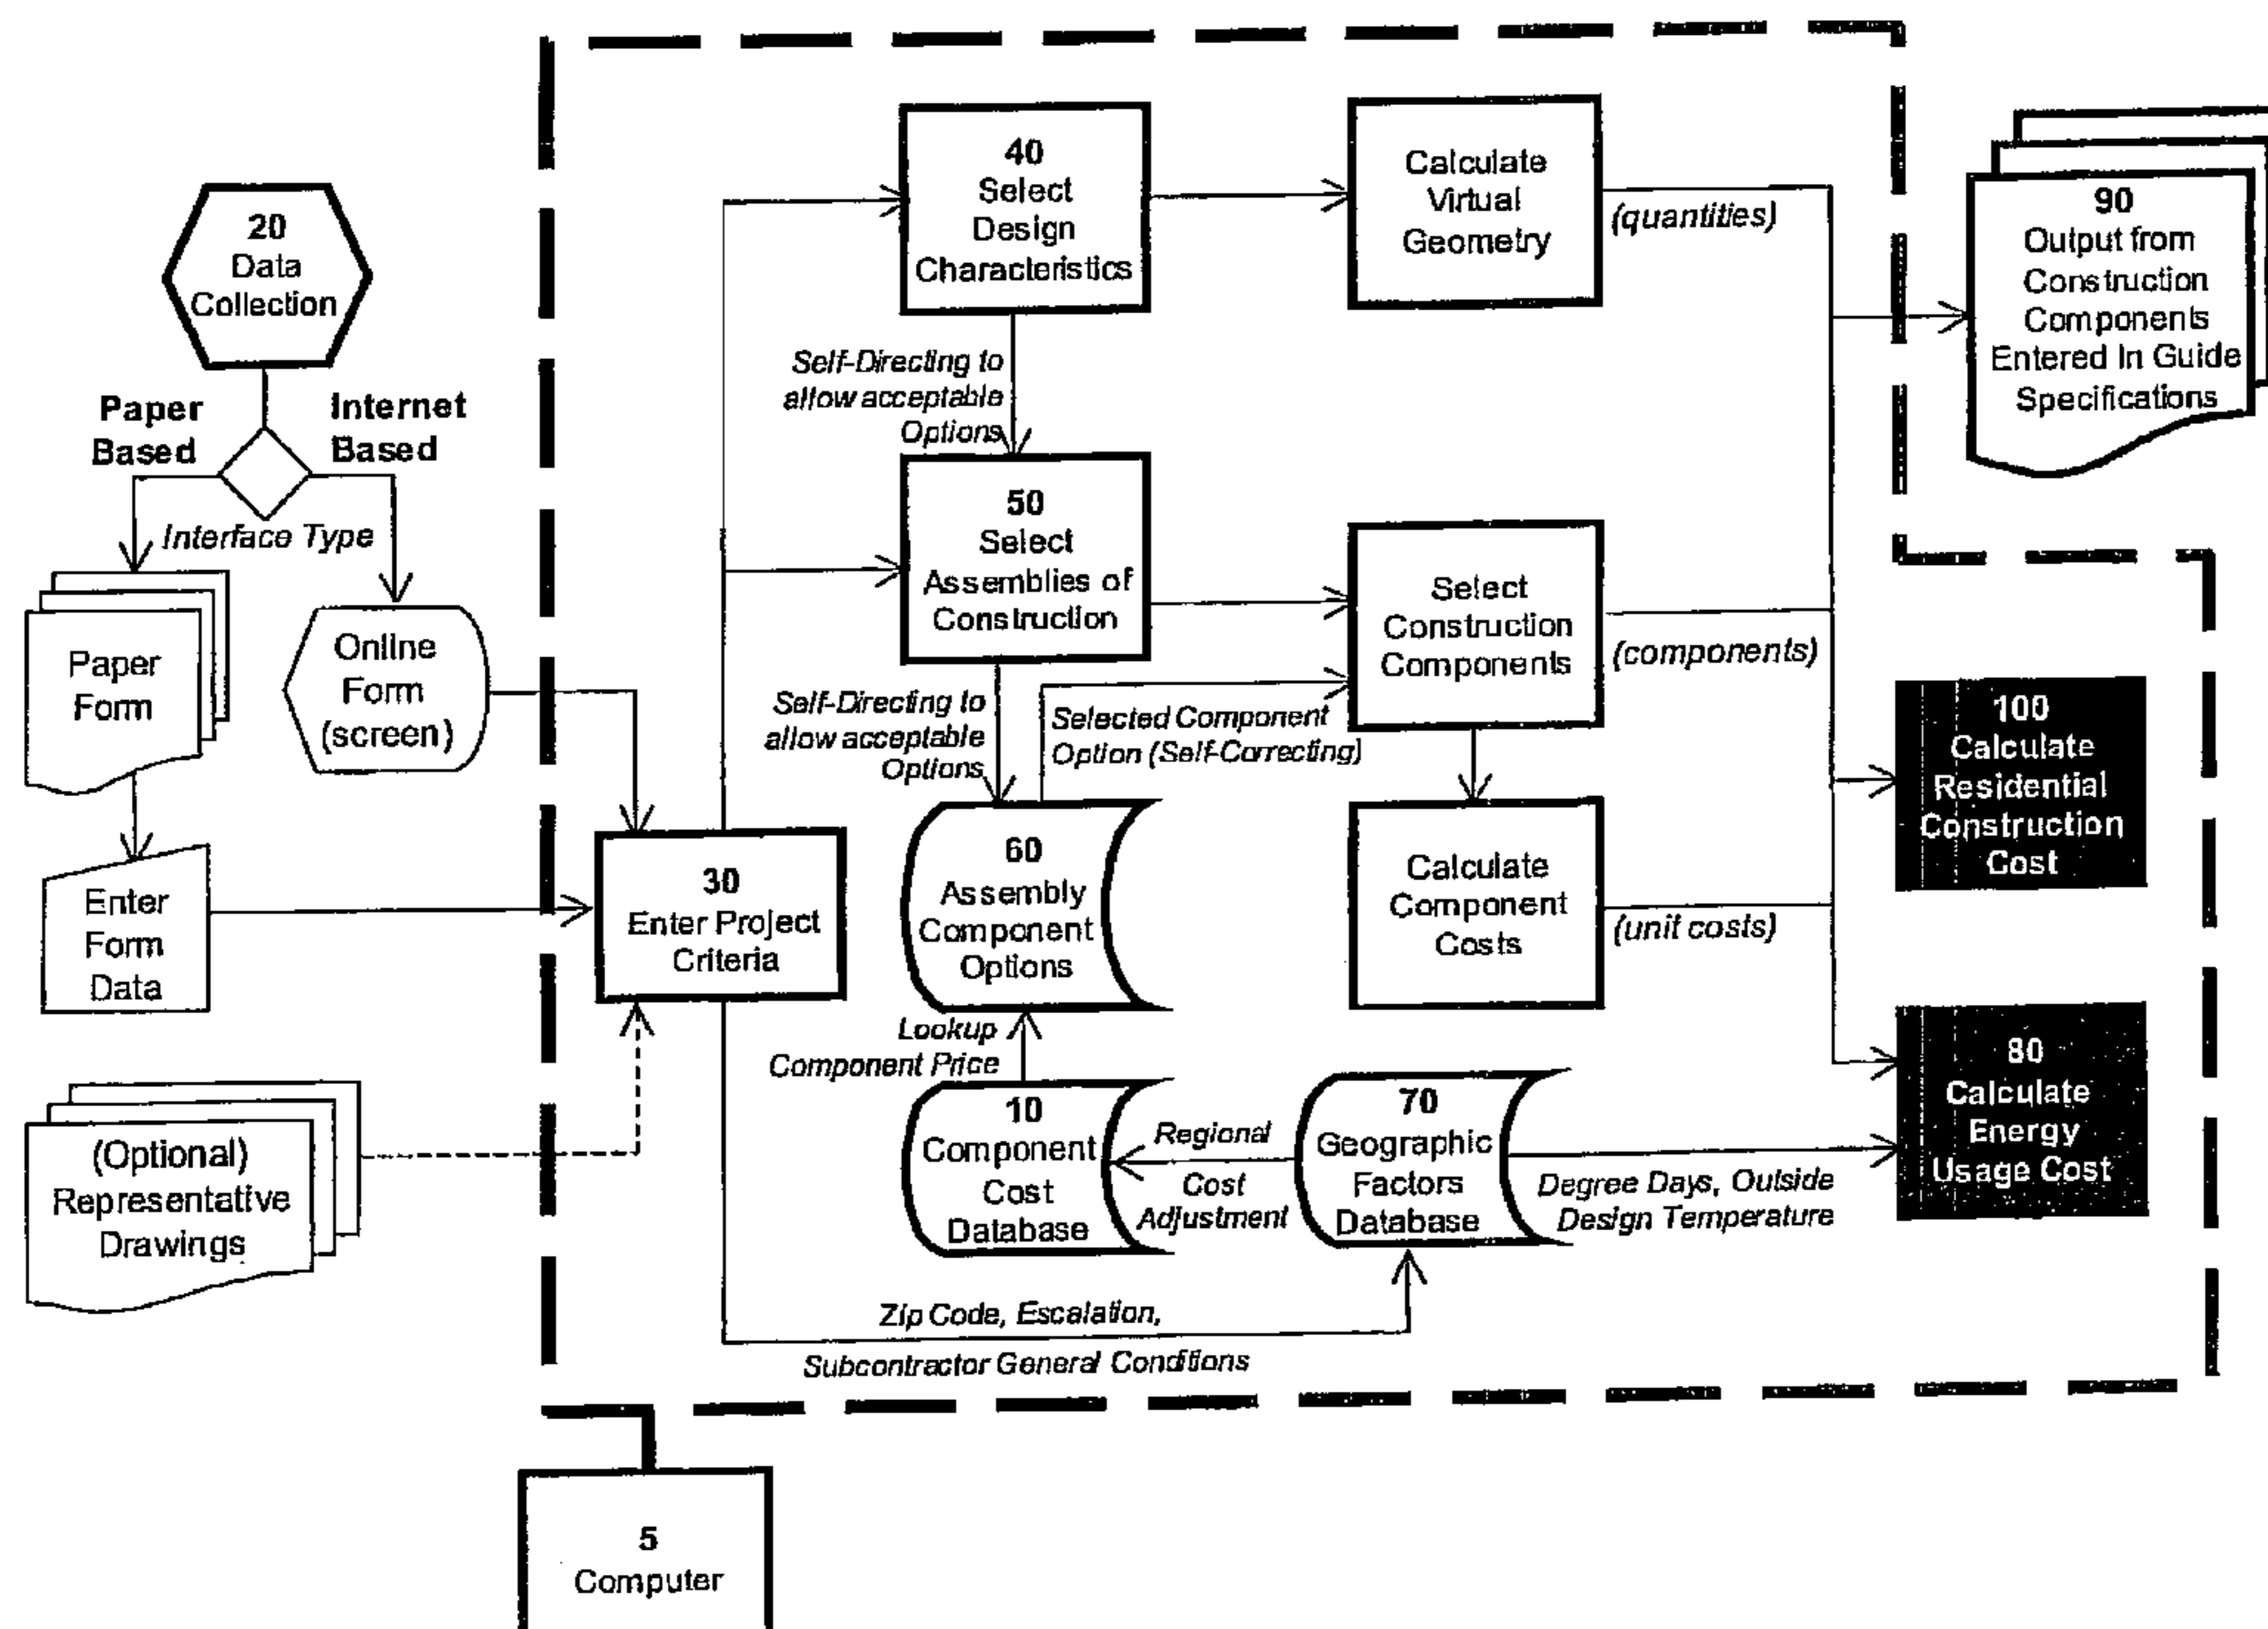 20
Data
Collection
Paper
Based
Internet
Based
Interface Type
Paper
Form
Online
Form
(screen)
Enter
Form
Data
(Optional)
Representative
Drawings
30
Enter Project
Criteria
40
Select
Design
Characteristics
Calculate
Virtual
Geometry
(quantities)
Self-Directing to
allow acceptable
Options
50
Select
Assemblies of
Construction
Select
Construction
Components
(components)
Self-Directing to
allow acceptable
Options
Selected Component
Option (Self-Correcting)
60
Assembly
Component
Options
Calculate
Component
Costs
(unit costs)
Lookup
Component Price
10
Component
Cost
Database
Regional
Cost
Adjustment
70
Geographic
Factors
Database
Degree Days, Outside
Design Temperature
Zip Code, Escalation,
Subcontractor General Conditions
90
Output from
Construction
Components
Entered In Guide
Specifications
100
Calculate
Residential
Construction
Cost
80
Calculate
Energy
Usage Cost
5
Computer